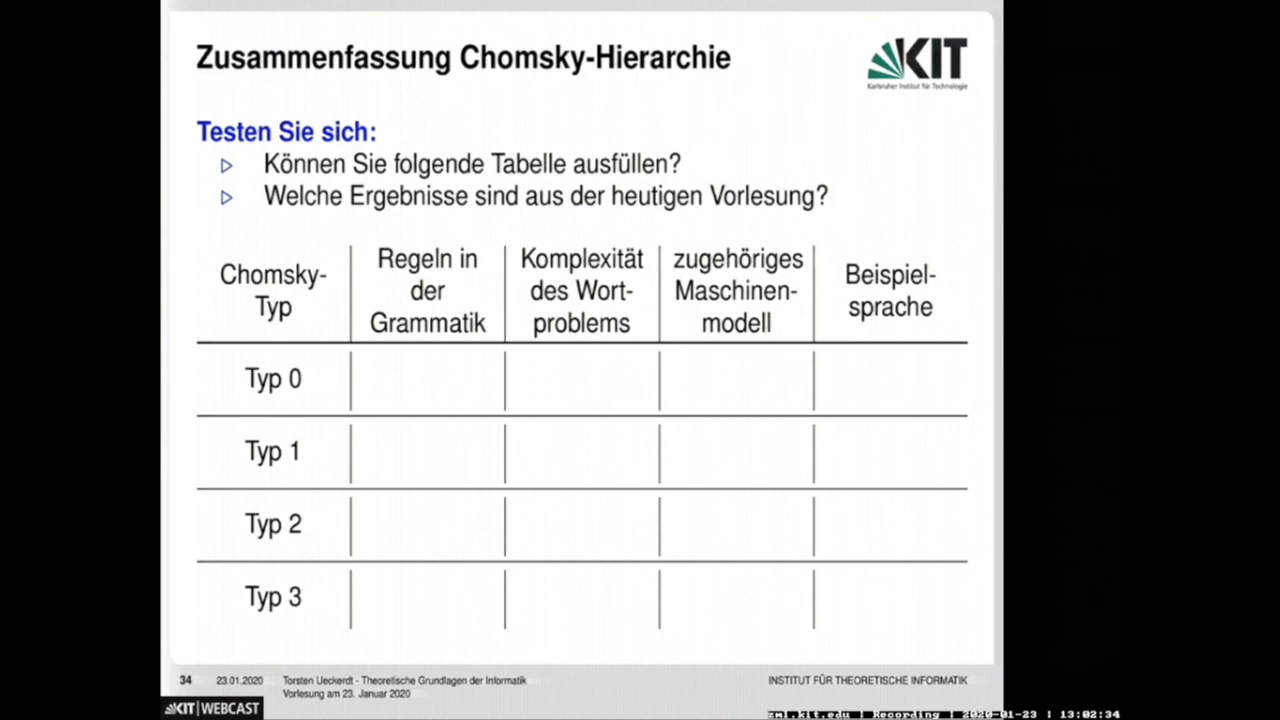 Zusammenfassung Chomsky-Hierarchie
KIT
Karlsruher Institut für Technologie
Testen Sie sich:
Können Sie folgende Tabelle ausfüllen?
Welche Ergebnisse sind aus der heutigen Vorlesung?
Chomsky-
Typ
Regeln in
der
Grammatik
Komplexität
des Wort-
problems
zugehöriges
Maschinen-
modell
Beispiel-
sprache
Typ 0
Typ 1
Typ 2
Typ 3
34
23.01.2020
Torsten Ueckerdt - Theoretische Grundlagen der Informatik
Vorlesung am 23. Januar 2020
INSTITUT FÜR THEORETISCHE INFORMATIK
KIT | WEBCAST
zml.kit.edu | Recording | 2020-01-23 | 13:02:34